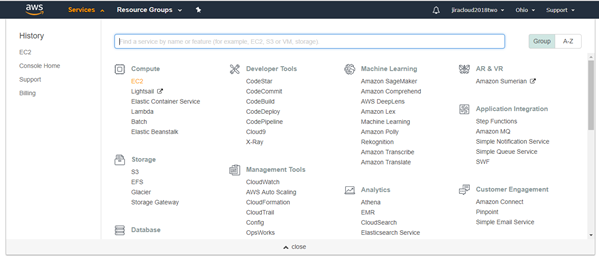 aws
Services
Resource Groups
jiracloud2018two
Ohio
Support
History
EC2
Console Home
Support
Billing
Find a service by name or feature (for example, EC2, S3 or VM, storage).
Group
A-Z
Compute
EC2
Lightsail
Elastic Container Service
Lambda
Batch
Elastic Beanstalk
Storage
S3
EFS
Glacier
Storage Gateway
Database
Developer Tools
CodeStar
CodeCommit
CodeBuild
CodeDeploy
CodePipeline
Cloud9
X-Ray
Management Tools
CloudWatch
AWS Auto Scaling
CloudFormation
CloudTrail
Config
OpsWorks
Machine Learning
Amazon SageMaker
Amazon Comprehend
AWS DeepLens
Amazon Lex
Machine Learning
Amazon Polly
Rekognition
Amazon Transcribe
Amazon Translate
Analytics
Athena
EMR
CloudSearch
Elasticsearch Service
AR & VR
Amazon Sumerian
Application Integration
Step Functions
Amazon MQ
Simple Notification Service
Simple Queue Service
SWF
Customer Engagement
Amazon Connect
Pinpoint
Simple Email Service
close